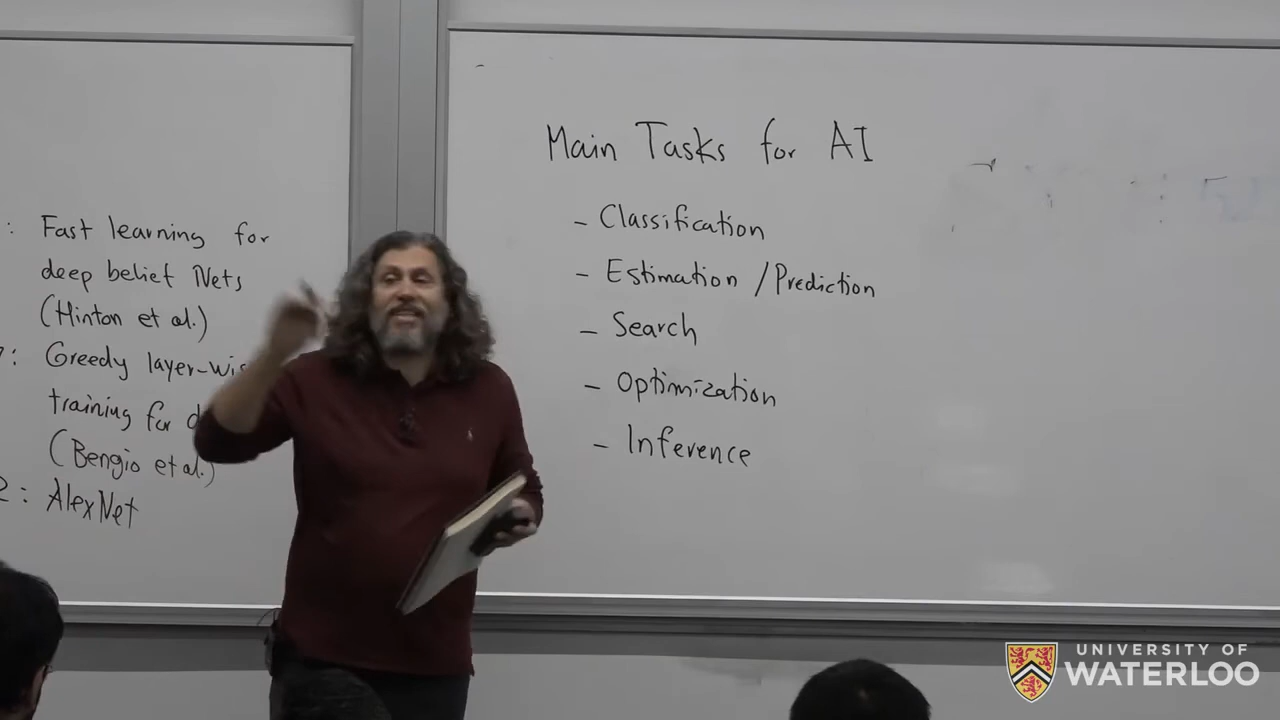 : Fast learning for
deep belief Nets
(Hinton et al.)
: Greedy layer-wis
training for d
(Bengio et al.)
2: AlexNet
Main Tasks for AI
- Classification
- Estimation / Prediction
- Search
- Optimization
- Inference
UNIVERSITY OF
WATERLOO